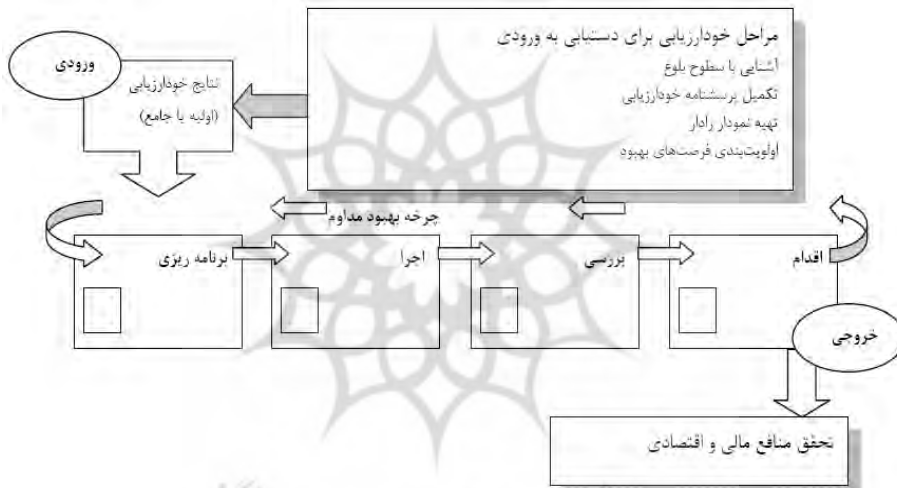 مراحل خودارزیابی برای دستیابی به ورودی
آشنایی با سطوح بلوغ
تکمیل پرسشنامه خودارزیابی
تهیه نمودار رادار
اولویت‌بندی فرصت‌های بهبود
ورودی
نتایج خودارزیابی
(اولیه یا جامع)
چرخه بهبود مداوم
برنامه ریزی
اجرا
بررسی
اقدام
خروجی
تحقق منافع مالی و اقتصادی